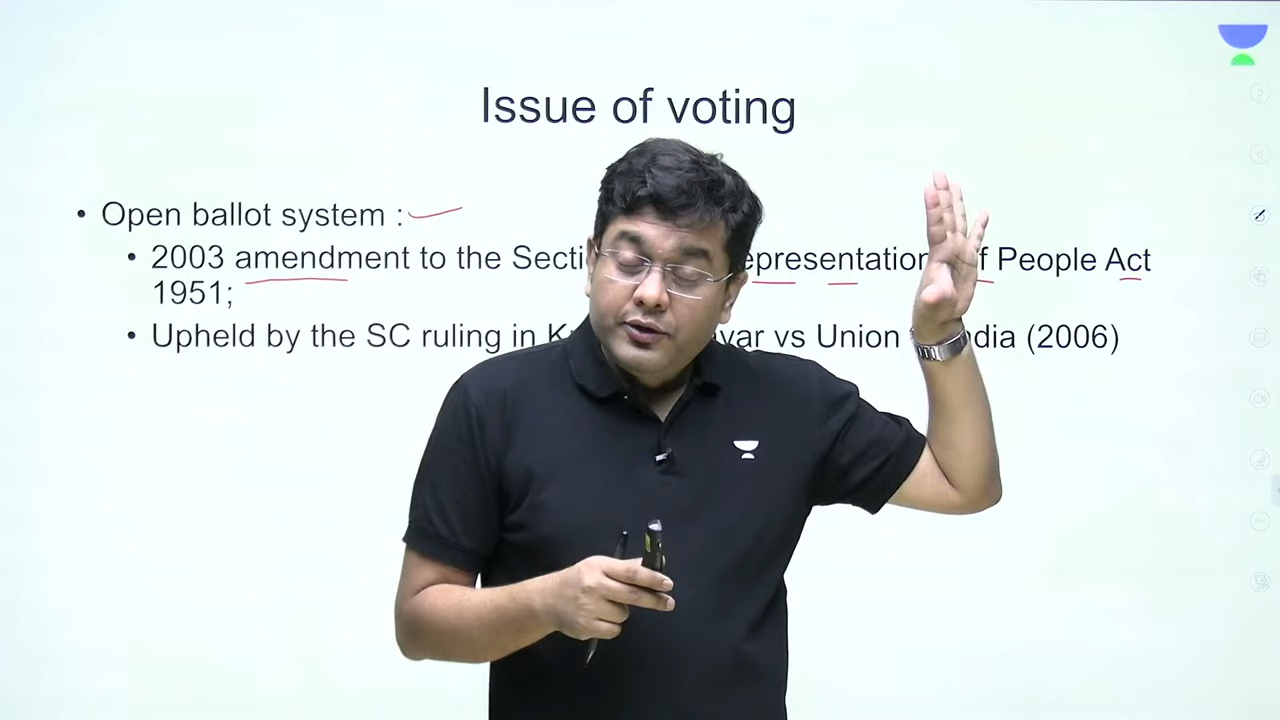 Issue of voting
• Open ballot system :
• 2003 amendment to the People Act
1951;
• Upheld by the SC ruling in vs Union (2006)